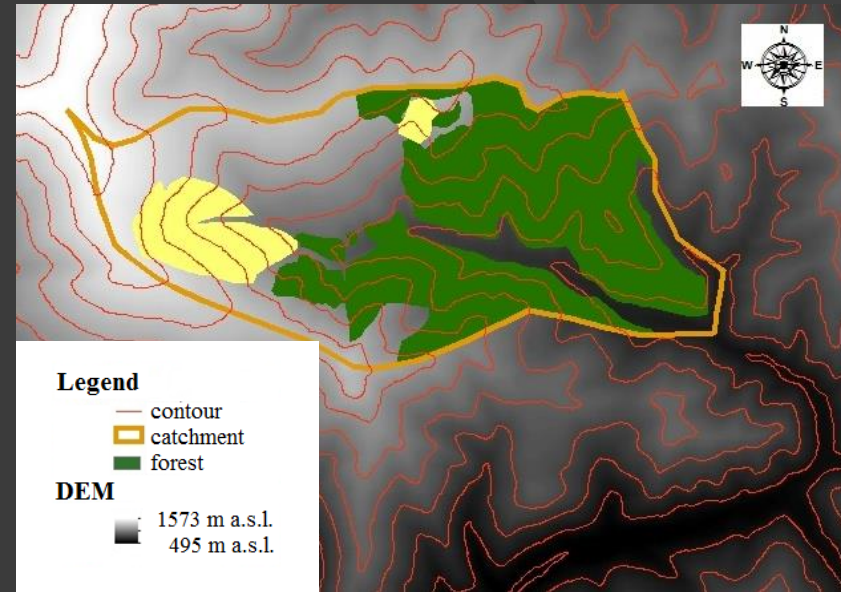 N
W E
S
Legend
contour
catchment
forest
DEM
1573 m a.s.l.
495 m a.s.l.